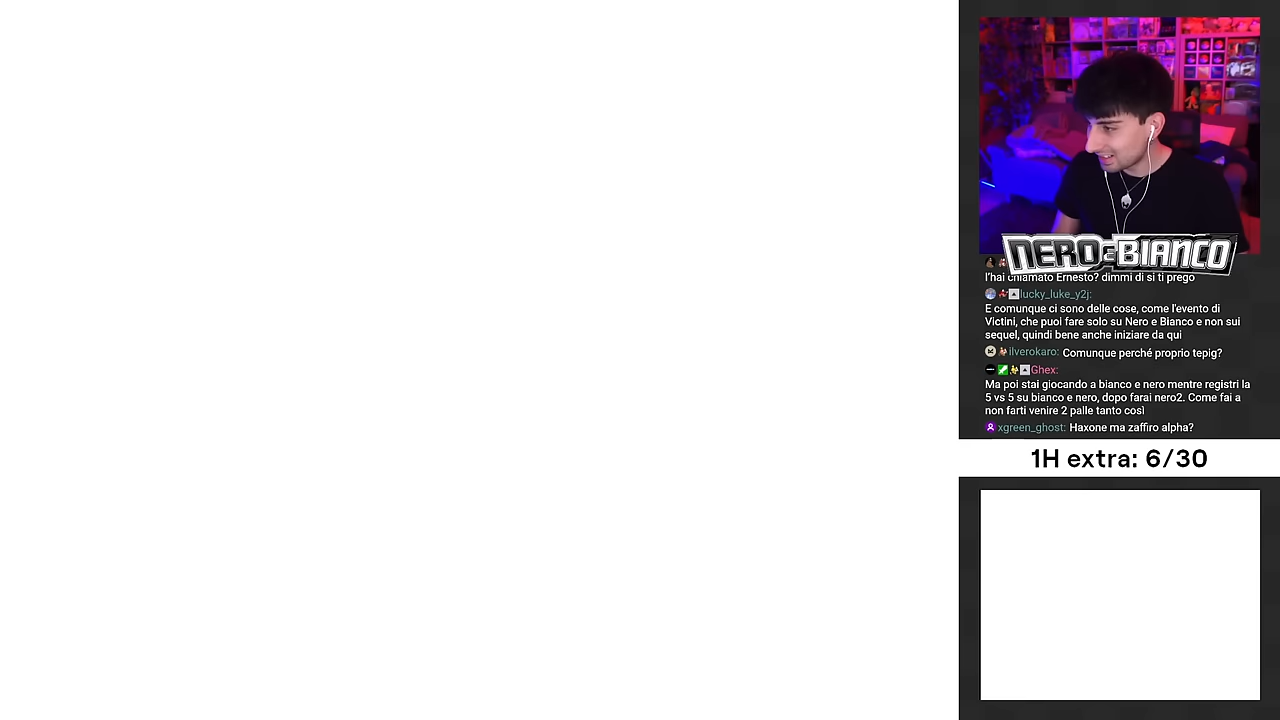 NERO E BIANCO
l'hai chiamato Ernesto? dimmi di si ti prego
lucky_luke_y2j:
E comunque ci sono delle cose, come l'evento di
Victini, che puoi fare solo su Nero e Bianco e non sui
sequel, quindi bene anche iniziare da qui
ilverokaro: Comunque perché proprio tepig?
Ghex:
Ma poi stai giocando a bianco e nero mentre registri la
5 vs 5 su bianco e nero, dopo farai nero2. Come fai a
non farti venire 2 palle tanto così
xgreen_ghost: Haxone ma zaffiro alpha?
1H extra: 6/30